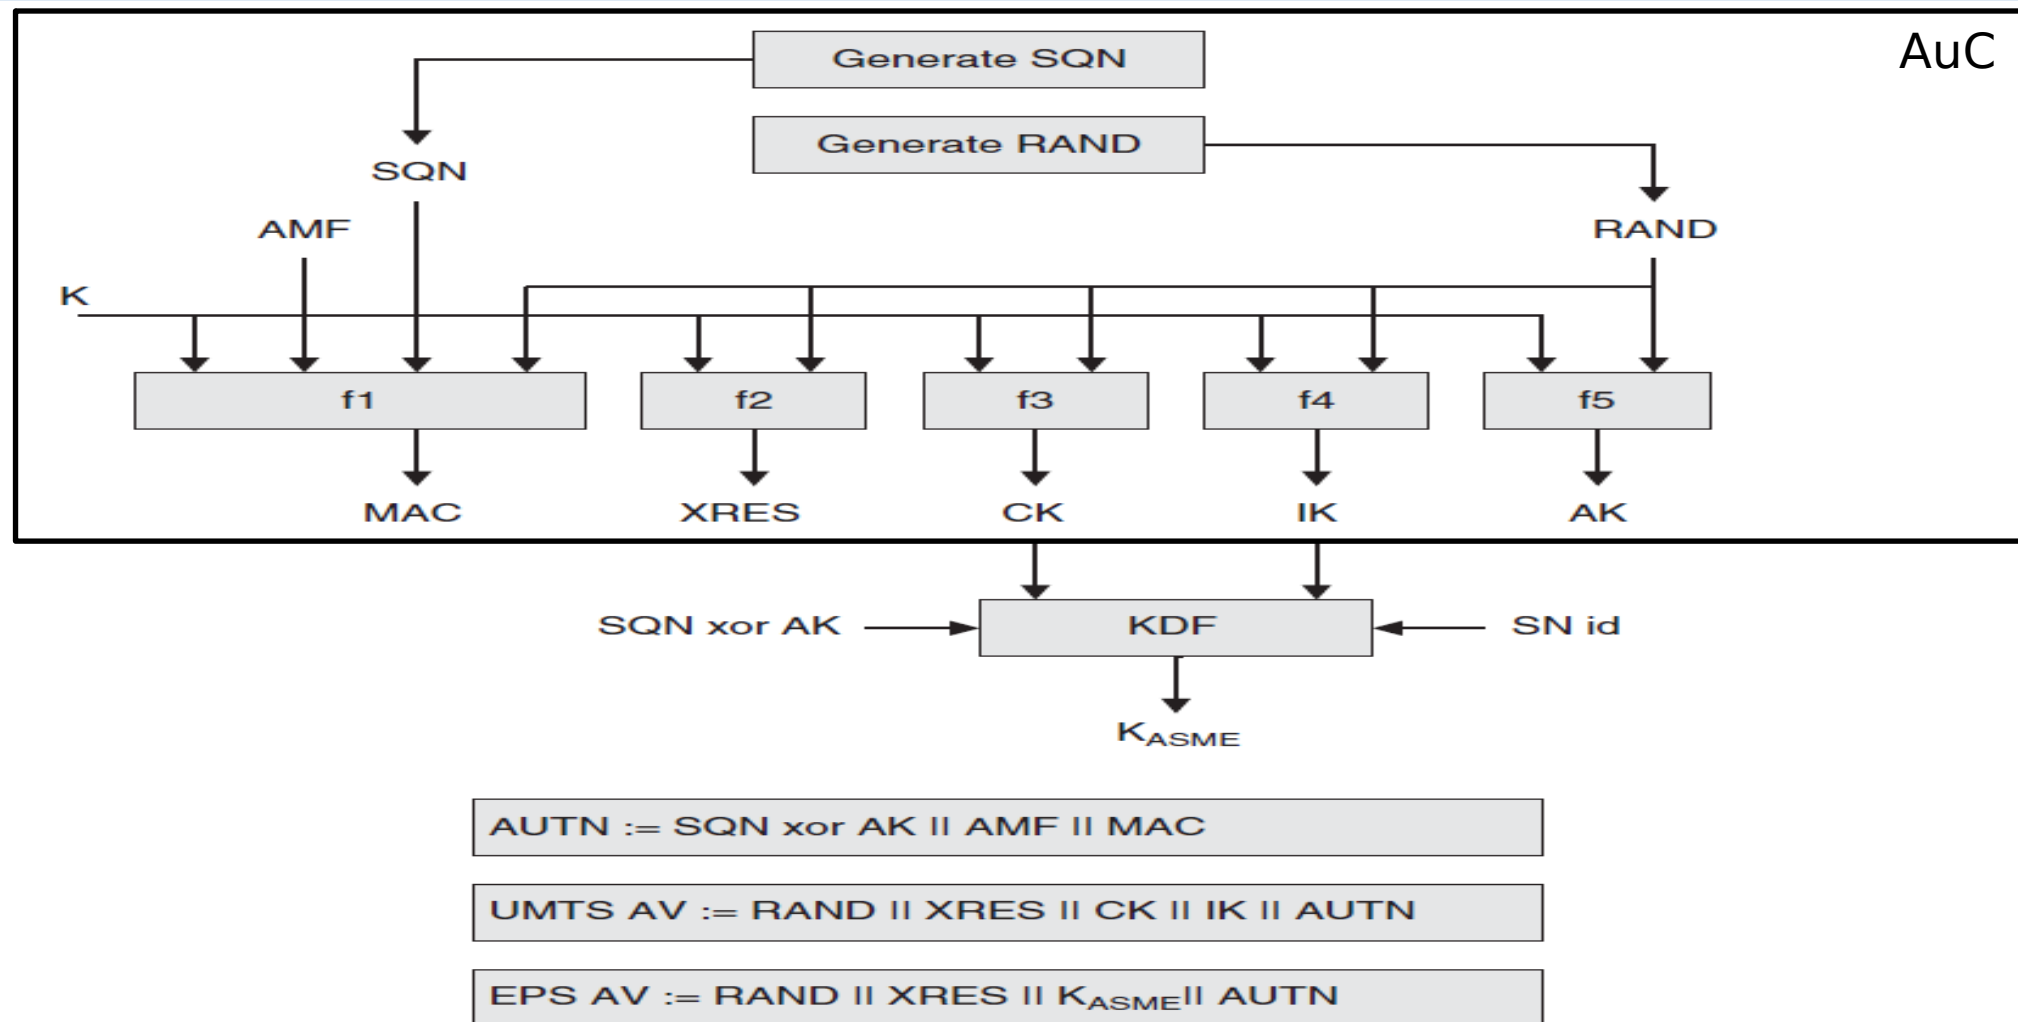 AuC
Generate SQN
Generate RAND
SQN
AMF
RAND
K
f1 f2 f3 f4 f5
MAC XRES CK IK AK
SQN xor AK KDF SN id
KASME
AUTN := SQN xor AK II AMF II MAC
UMTS AV := RAND II XRES II CK II IK II AUTN
EPS AV := RAND II XRES II KASMEII AUTN